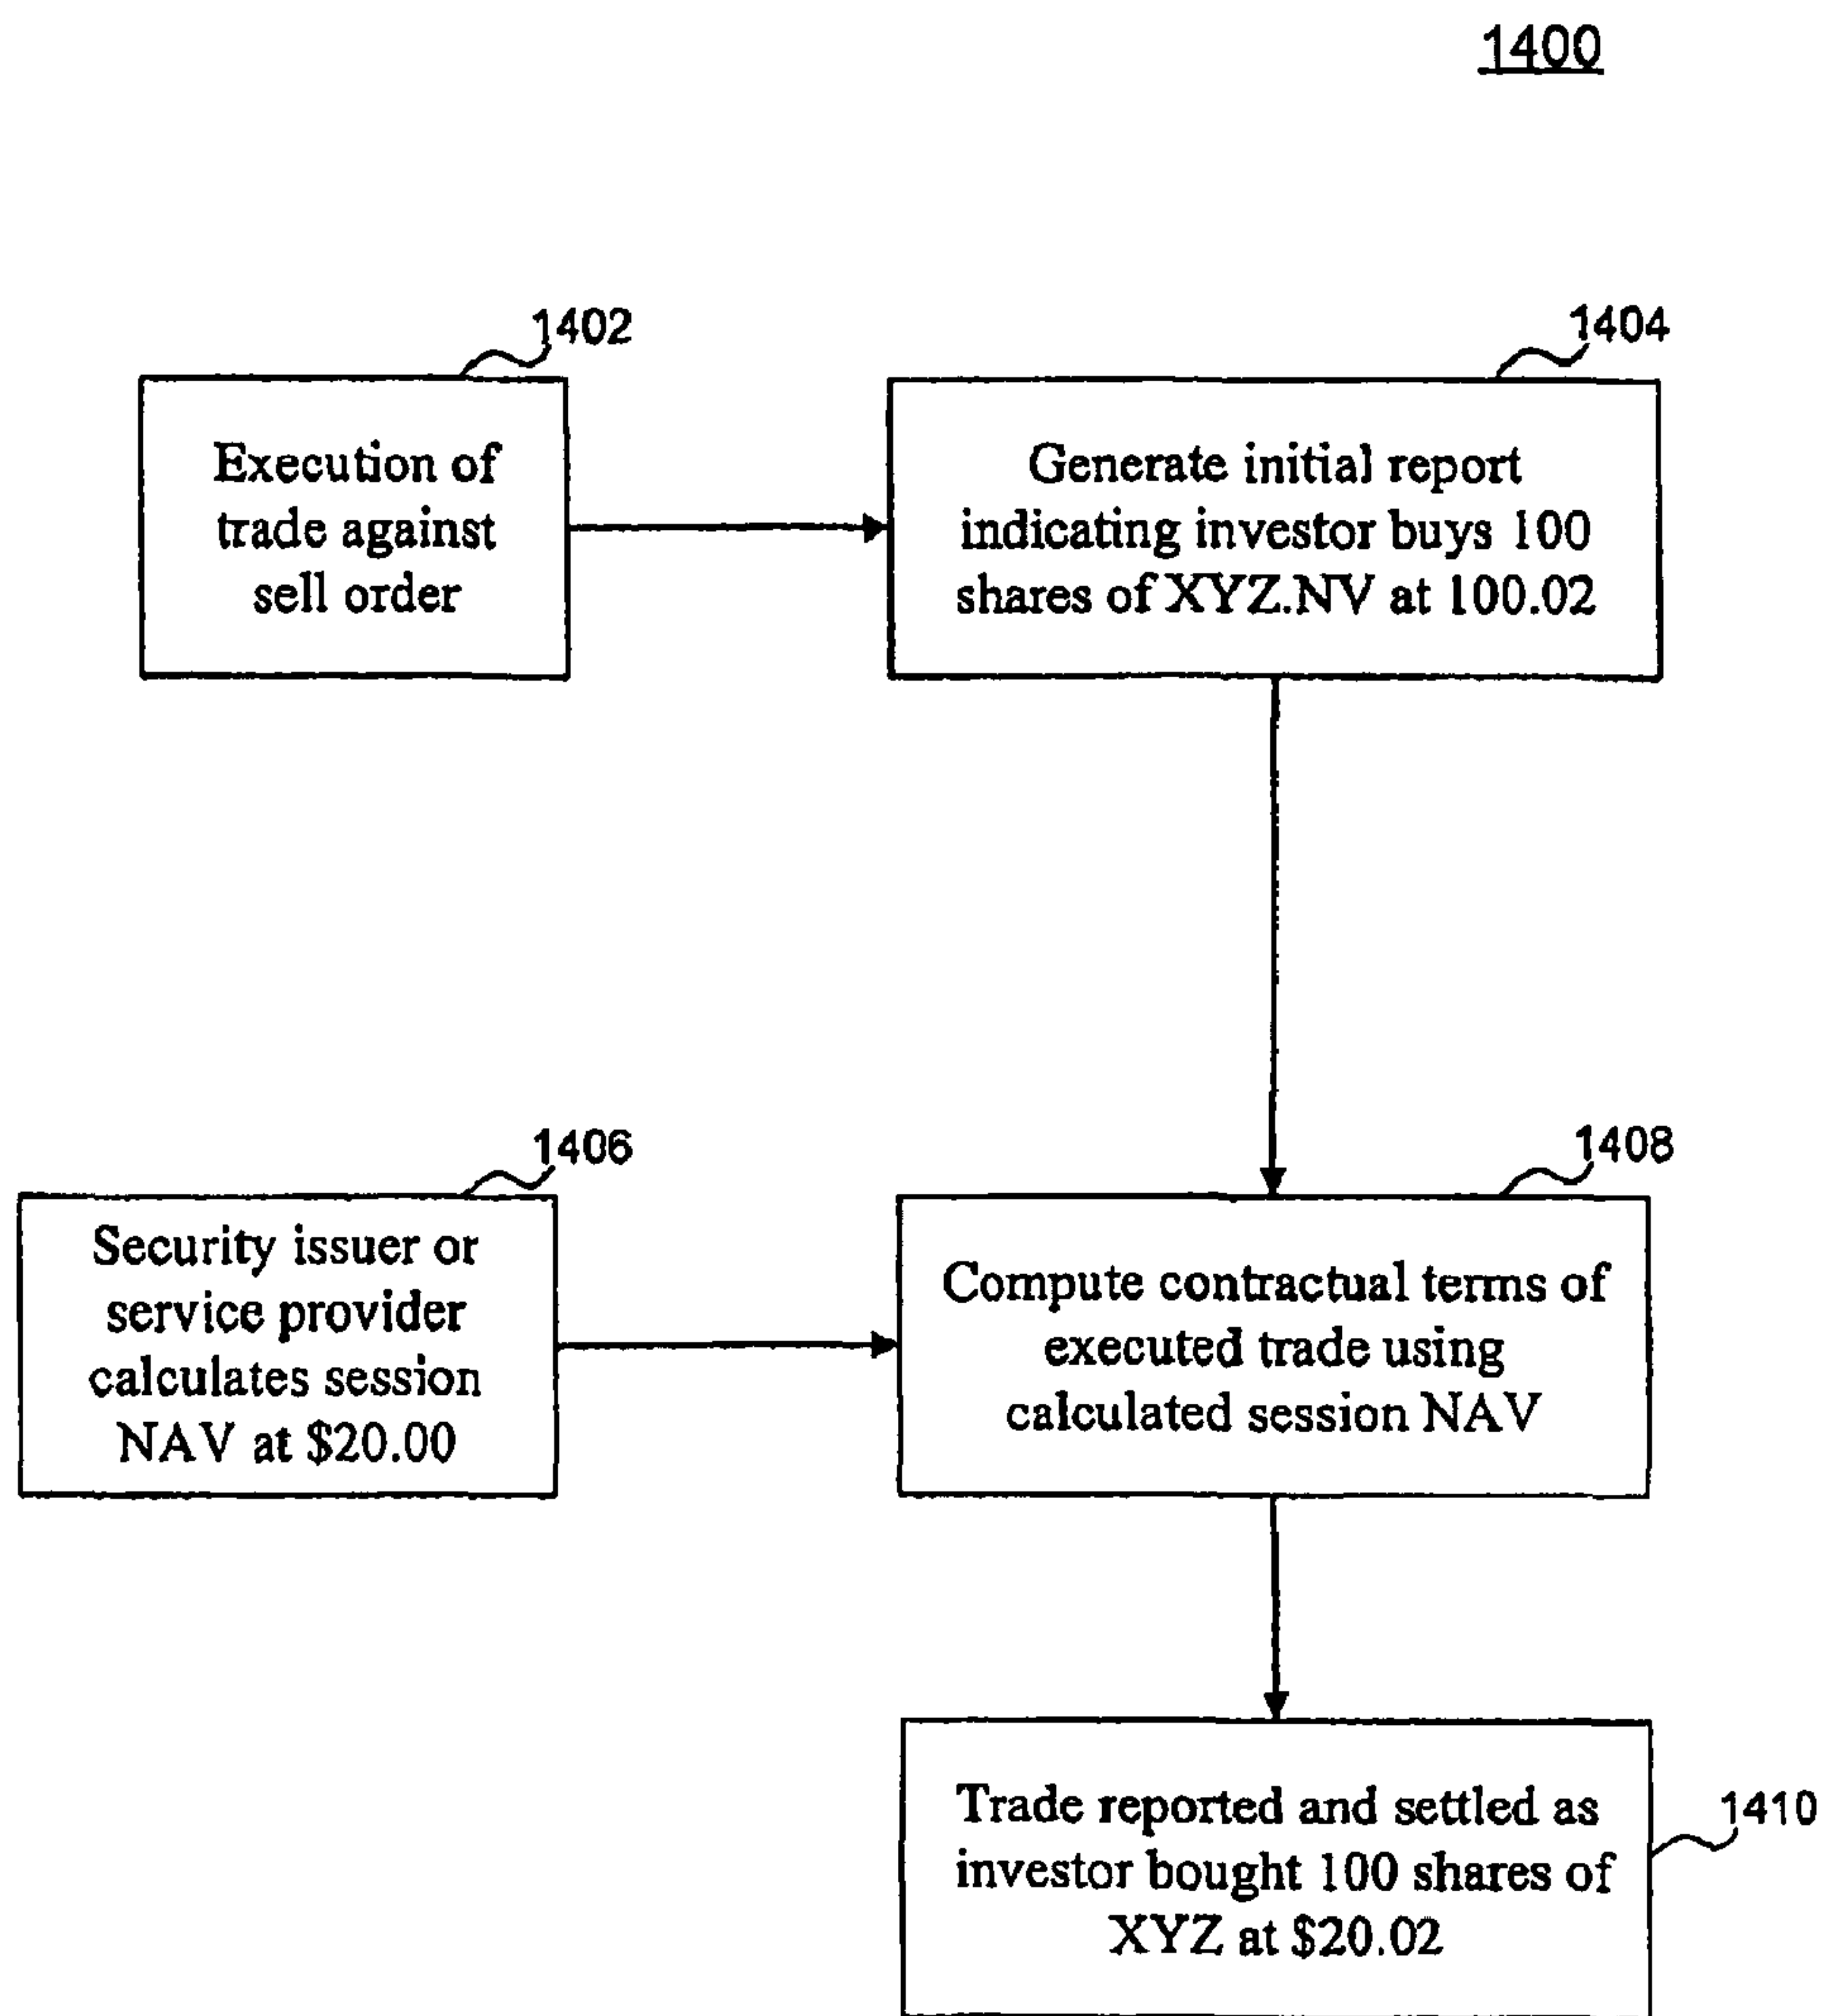 1400
1402
Execution of
trade against
sell order
1404
Generate initial report
indicating investor buys 100
shares of XYZ.NV at 100.02
1406
Security issuer or
service provider
calculates session
NAV at $20.00
1408
Compute contractual terms of
executed trade using
calculated session NAV
1410
Trade reported and settled as
investor bought 100 shares of
XYZ at $20.02